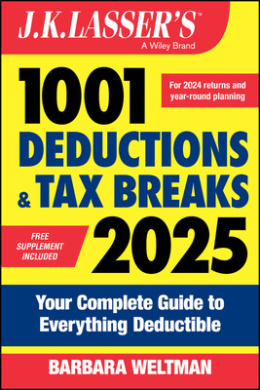 J.K. LASSER'S™
A Wiley Brand
For 2024 returns and
year-round planning
1001
DEDUCTIONS
& TAX BREAKS
2025
FREE
SUPPLEMENT
INCLUDED
Your Complete Guide to
Everything Deductible
BARBARA WELTMAN